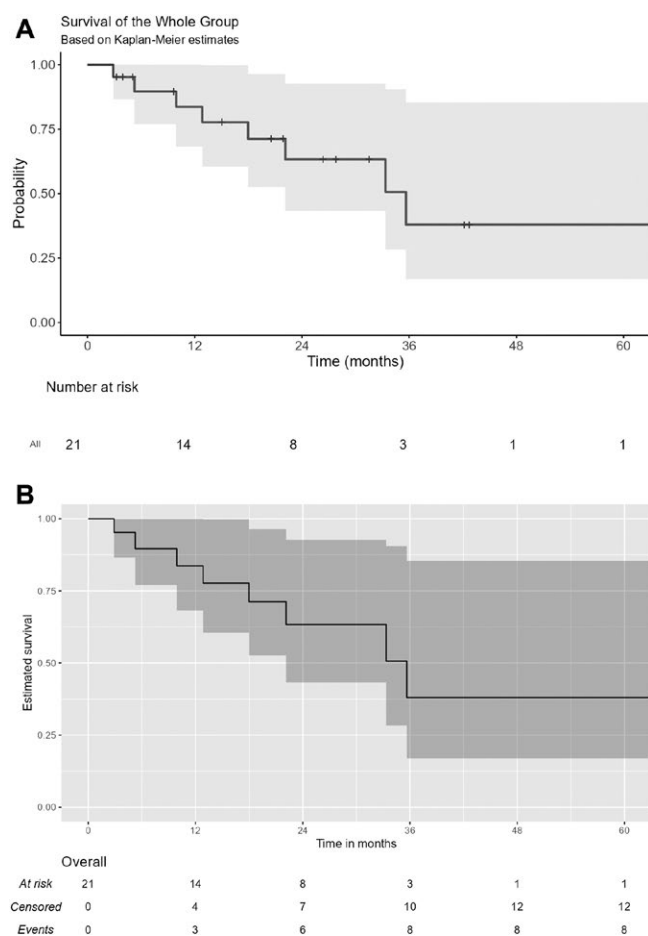 A
Survival of the Whole Group
Based on Kaplan-Meier estimates
1.00
0.75
0.50
0.25
0.00
Probability
0 12 24 36 48 60
Time (months)
Number at risk
All 21 14 8 3 1 1
B
1.00
0.75
0.50
0.25
0.00
Estimated survival
0 12 24 36 48 60
Time in months
Overall
At risk 21 14 8 3 1 1
Censored 0 4 7 10 12 12
Events 0 3 6 8 8 8